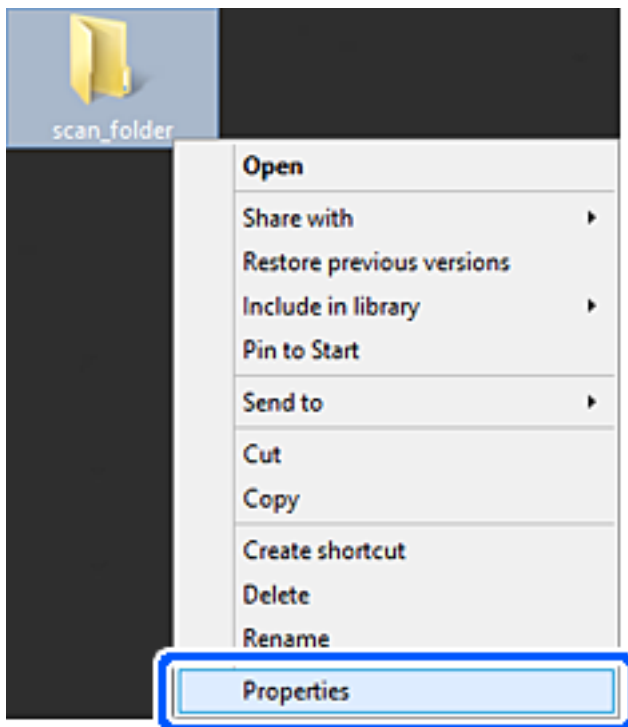 scan_folder
Open
Share with
Restore previous versions
Include in library
Pin to Start
Send to
Cut
Copy
Create shortcut
Delete
Rename
Properties